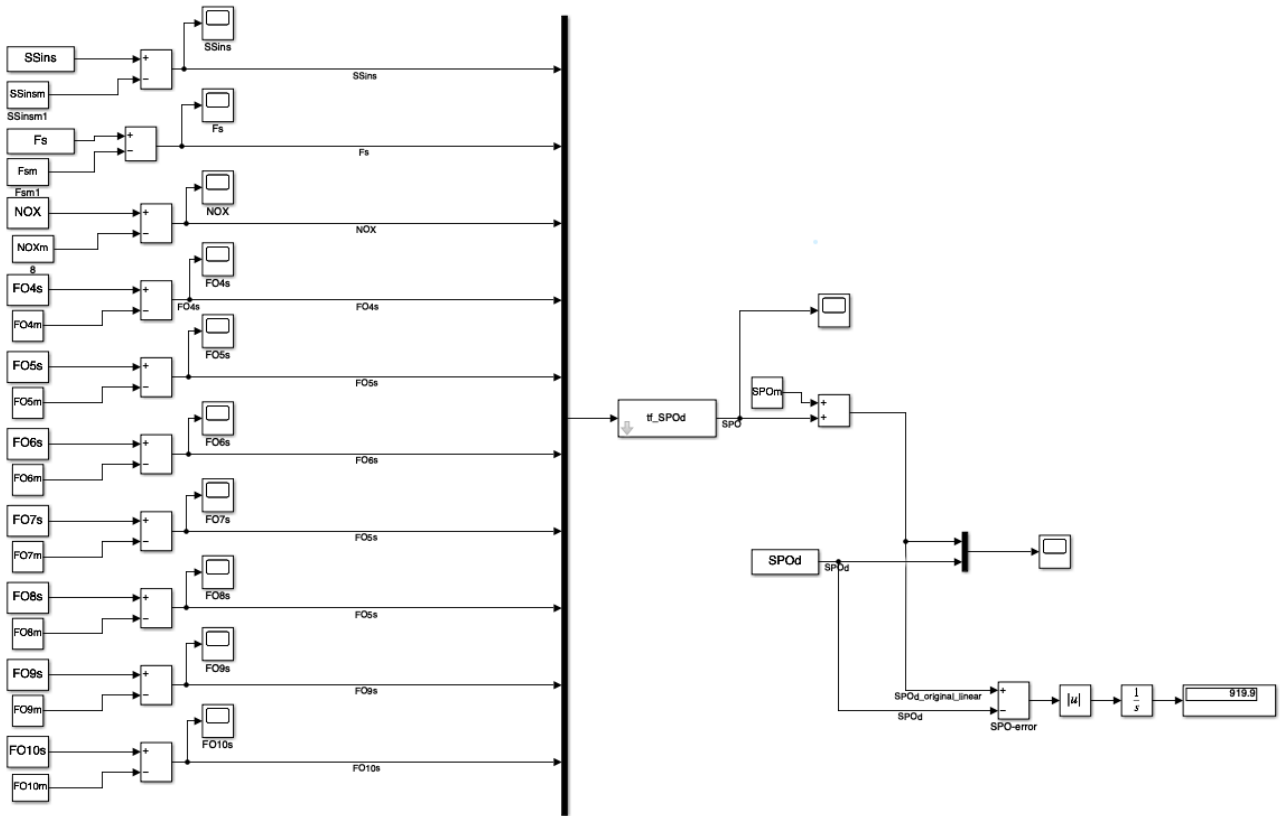 SSins
SSins
SSinsm
SSinsm1
SSins
Fs
Fs
Fsm
Fsm1
Fs
NOX
NOX
NOXm
8
NOX
FO4s
FO4s
FO4m
FO4s
FO4s
FO5s
FO5s
FO5m
FO5s
FO6s
FO6s
FO6m
FO6s
FO7s
FO7s
FO7m
FO5s
FO8s
FO8s
FO8m
FO5s
FO9s
FO9s
FO9m
FO9s
FO10s
FO10s
FO10m
FO10s
tf_SPOd
SPO
SPOm
SPOd
SPOd
SPOd_original_linear
SPOd
SPO-error
|u|
1
s
919.9